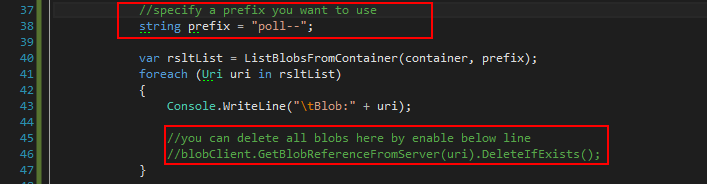 37 //specify a prefix you want to use
38 string prefix = "poll--";
39
40 var rsltList = ListBlobsFromContainer(container, prefix);
41 foreach (Uri uri in rsltList)
42 {
43 Console.WriteLine("\tBlob:" + uri);
44
45 //you can delete all blobs here by enable below line
46 //blobClient.GetBlobReferenceFromServer(uri).DeleteIfExists();
47 }